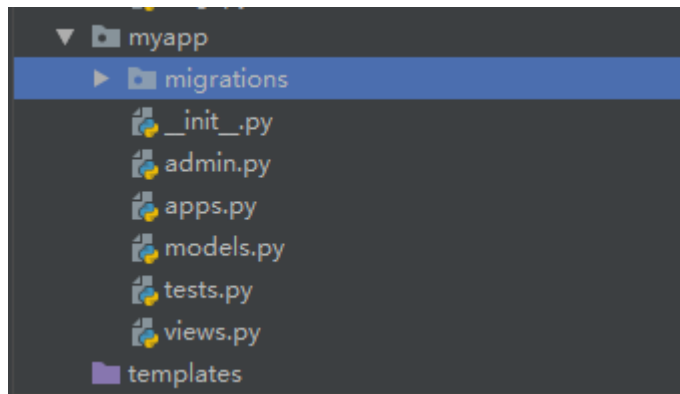 myapp
migrations
__init__.py
admin.py
apps.py
models.py
tests.py
views.py
templates